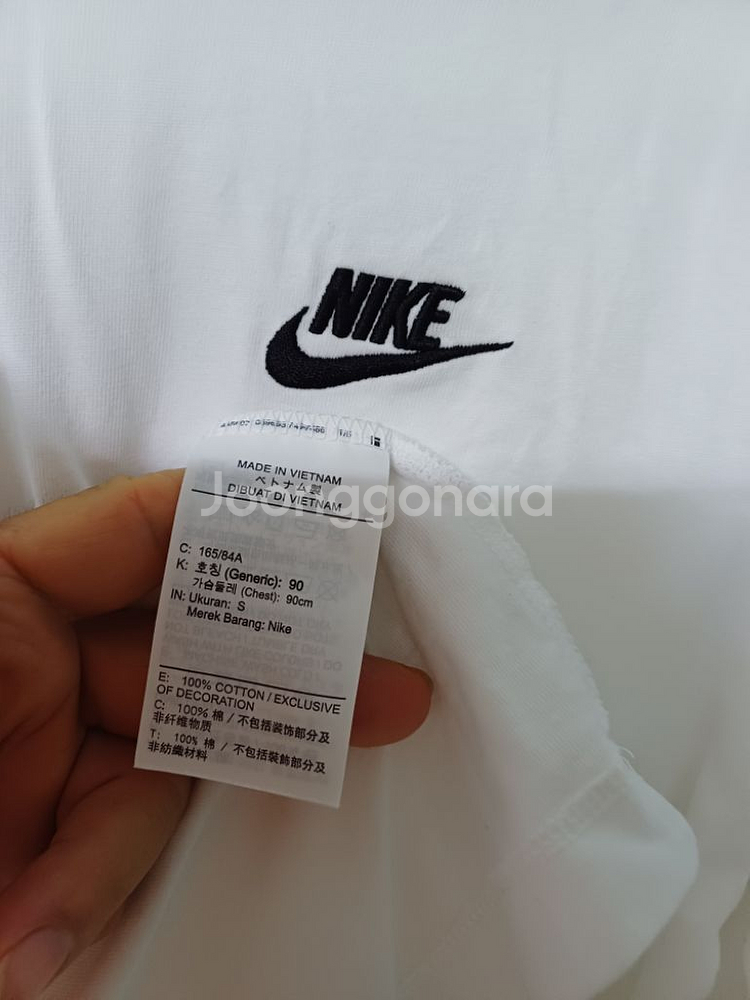 NIKE
MADE IN VIETNAM
ベトナム製
DIBUAT DI VIETNAM
Joonggonara
C: 165/84A
K: 호칭 (Generic): 90
가슴둘레 (Chest): 90cm
IN: Ukuran: S
Merek Barang: Nike
E: 100% COTTON / EXCLUSIVE
OF DECORATION
C: 100% 棉 / 不包括装饰部分及
非纤维物质
T: 100% 棉 / 不包括裝飾部分及
非紡織材料